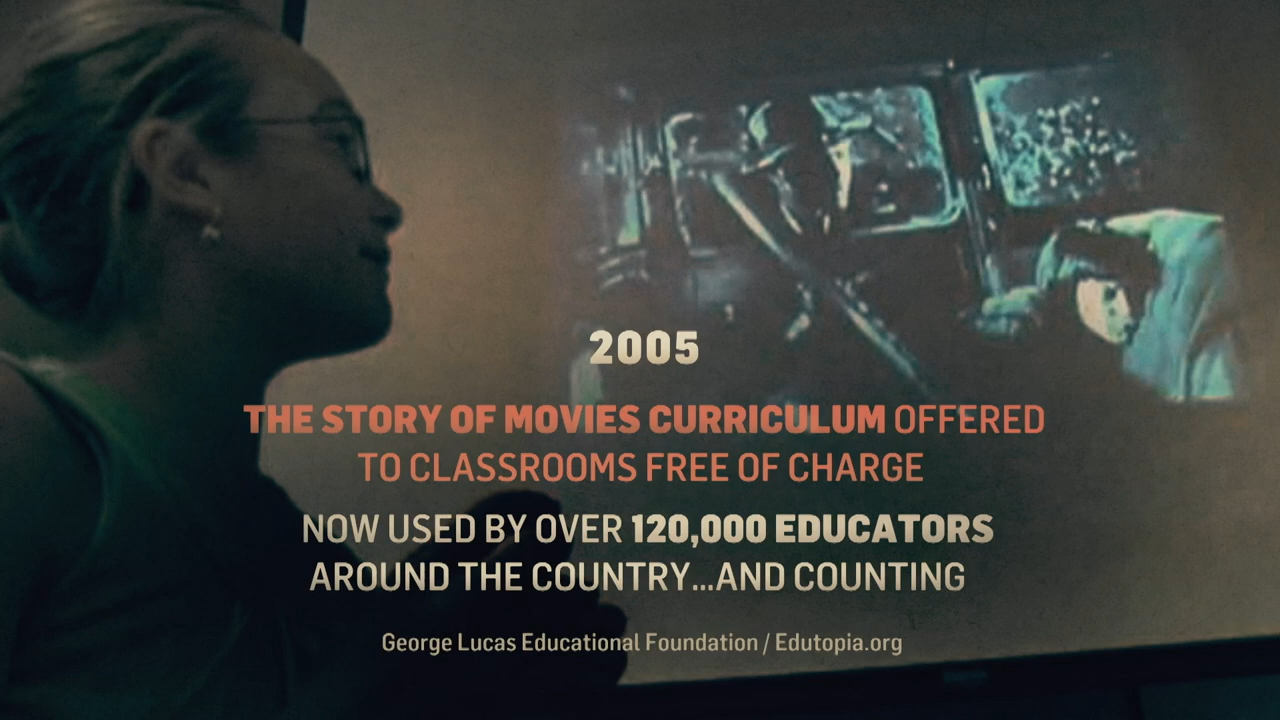 2005
THE STORY OF MOVIES CURRICULUM OFFERED
TO CLASSROOMS FREE OF CHARGE
NOW USED BY OVER 120,000 EDUCATORS
AROUND THE COUNTRY...AND COUNTING
George Lucas Educational Foundation / Edutopia.org